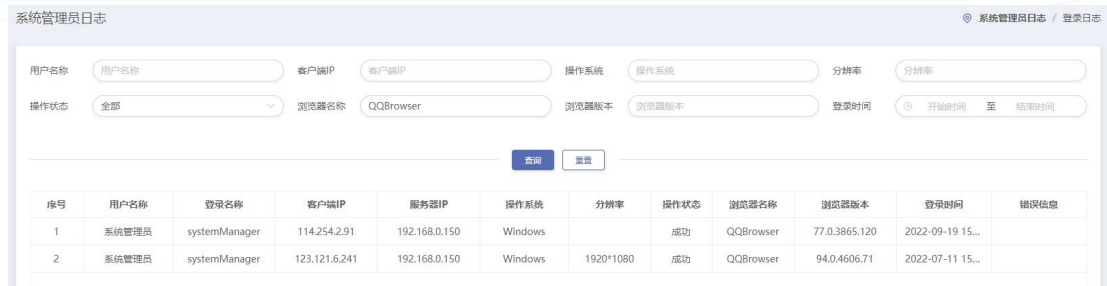 系统管理员日志 系统管理员日志 / 登录日志
用户名称 用户名称 客户端IP 客户端IP 操作系统 操作系统 分辨率 分辨率
操作状态 全部 浏览器名称 QQBrowser 浏览器版本 浏览器版本 登录时间 开始时间 至 结束时间
查询 重置
序号 用户名称 登录名称 客户端IP 服务器IP 操作系统 分辨率 操作状态 浏览器名称 浏览器版本 登录时间 错误信息
1 系统管理员 systemManager 114.254.2.91 192.168.0.150 Windows 成功 QQBrowser 77.0.3865.120 2022-09-19 15...
2 系统管理员 systemManager 123.121.6.241 192.168.0.150 Windows 1920*1080 成功 QQBrowser 94.0.4606.71 2022-07-11 15...